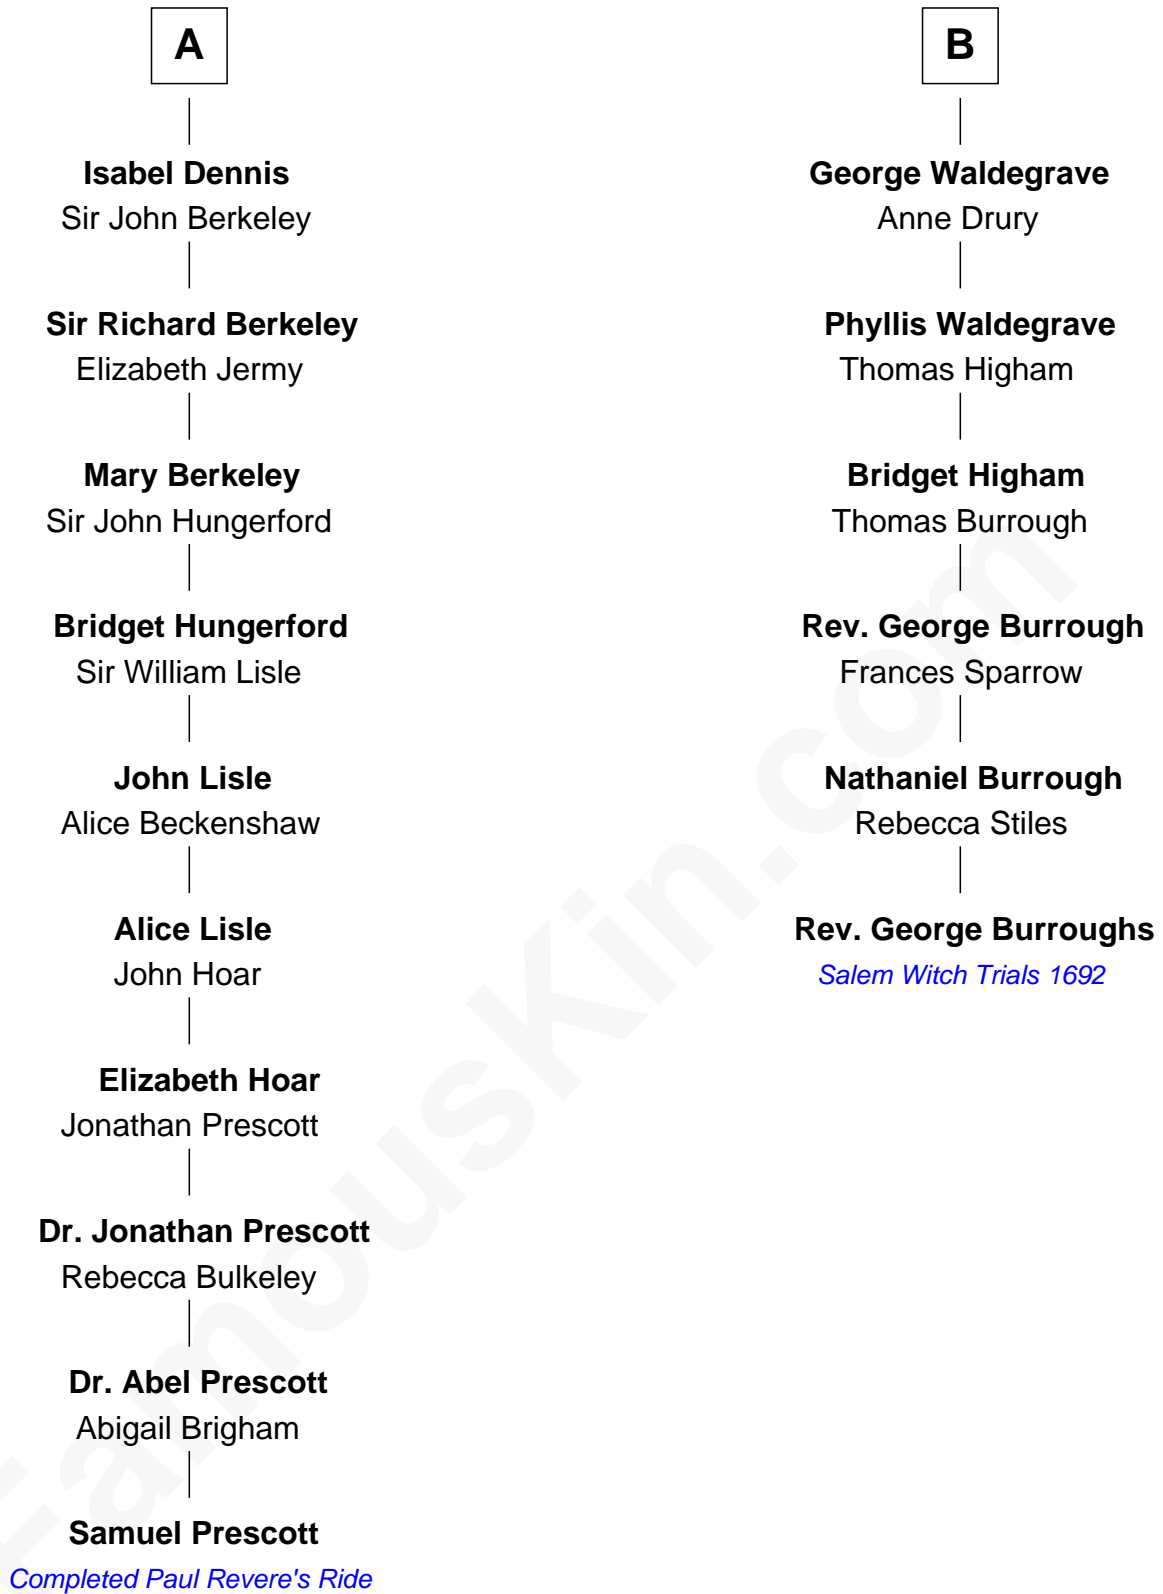 A
Isabel Dennis
Sir John Berkeley
Sir Richard Berkeley
Elizabeth Jermy
Mary Berkeley
Sir John Hungerford
Bridget Hungerford
Sir William Lisle
John Lisle
Alice Beckenshaw
Alice Lisle
John Hoar
Elizabeth Hoar
Jonathan Prescott
Dr. Jonathan Prescott
Rebecca Bulkeley
Dr. Abel Prescott
Abigail Brigham
Samuel Prescott
Completed Paul Revere's Ride
B
George Waldegrave
Anne Drury
Phyllis Waldegrave
Thomas Higham
Bridget Higham
Thomas Burrough
Rev. George Burrough
Frances Sparrow
Nathaniel Burrough
Rebecca Stiles
Rev. George Burroughs
Salem Witch Trials 1692
FamousKin.com